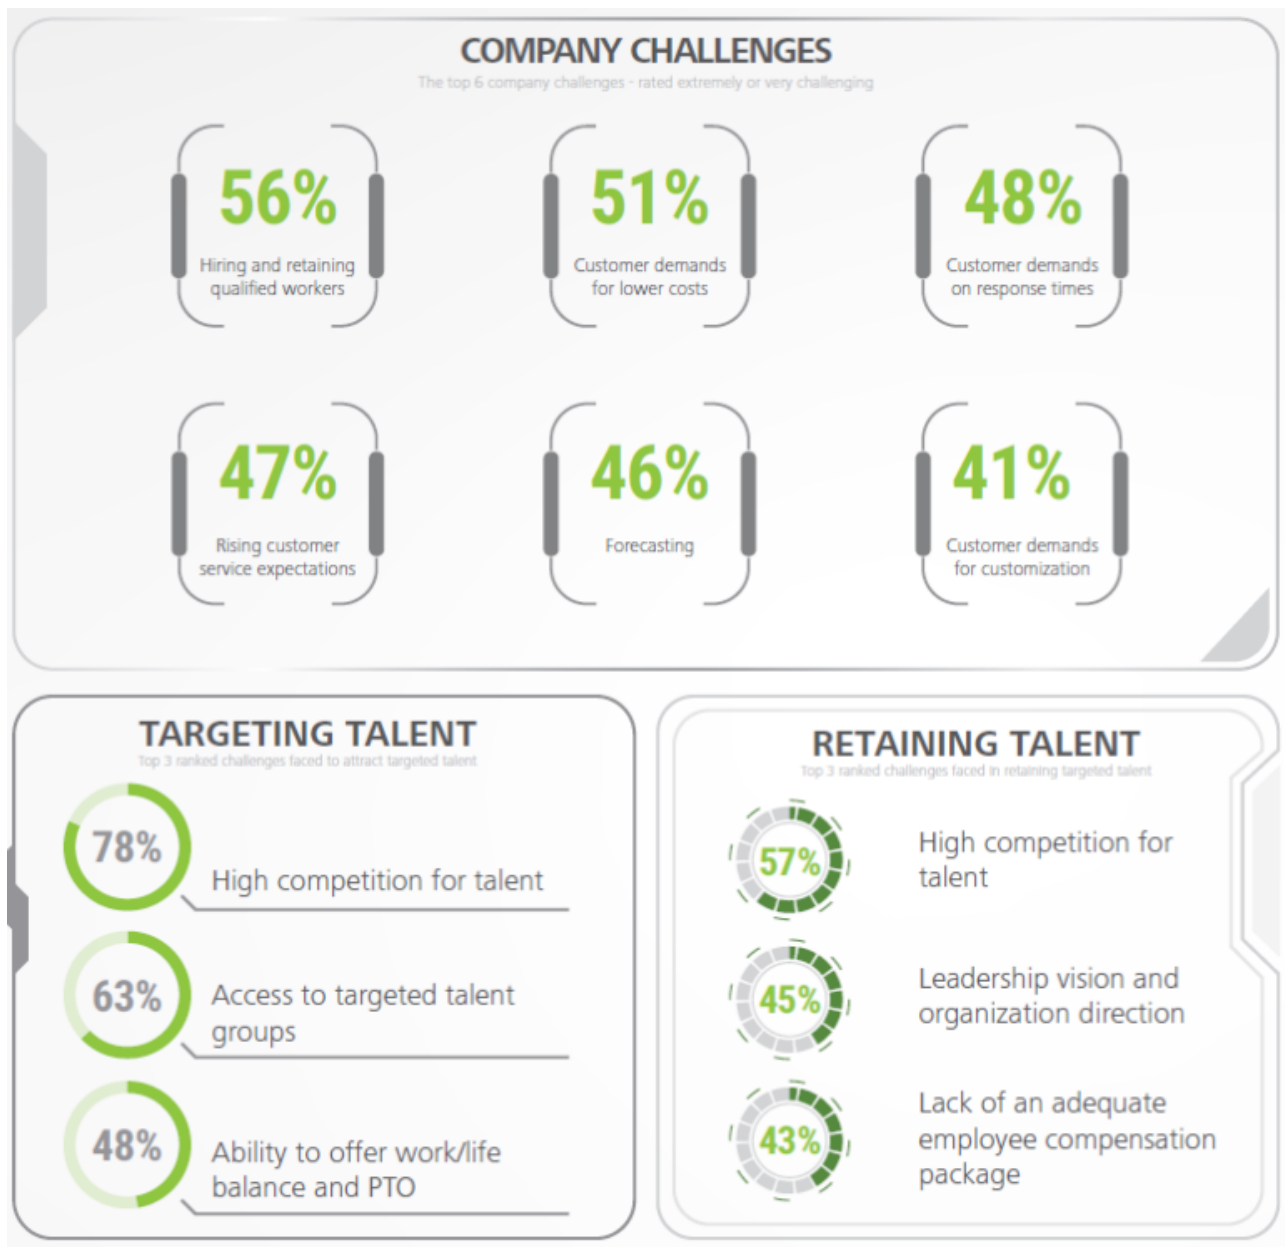 COMPANY CHALLENGES
The top 6 company challenges - rated extremely or very challenging
56%
Hiring and retaining
qualified workers
51%
Customer demands
for lower costs
48%
Customer demands
on response times
47%
Rising customer
service expectations
46%
Forecasting
41%
Customer demands
for customization
TARGETING TALENT
Top 3 ranked challenges faced to attract targeted talent
78%
High competition for talent
63%
Access to targeted talent
groups
48%
Ability to offer work/life
balance and PTO
RETAINING TALENT
Top 3 ranked challenges faced in retaining targeted talent
57%
High competition for
talent
45%
Leadership vision and
organization direction
43%
Lack of an adequate
employee compensation
package